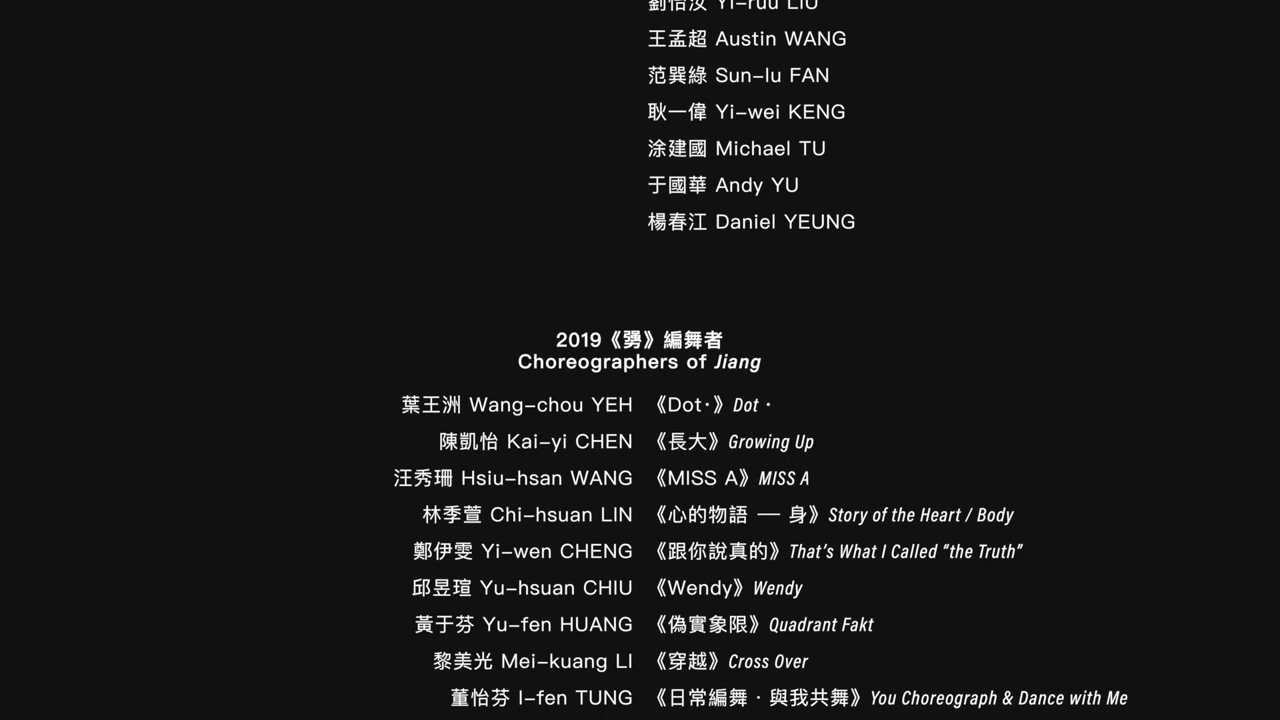 劉怡汝 Yi-ruu LIU
王孟超 Austin WANG
范巽綠 Sun-lu FAN
耿一偉 Yi-wei KENG
涂建國 Michael TU
于國華 Andy YU
楊春江 Daniel YEUNG
2019《勥》編舞者
Choreographers of Jiang
葉王洲 Wang-chou YEH 《Dot·》Dot ·
陳凱怡 Kai-yi CHEN 《長大》Growing Up
汪秀珊 Hsiu-hsan WANG 《MISS A》MISS A
林季萱 Chi-hsuan LIN 《心的物語 — 身》Story of the Heart / Body
鄭伊雯 Yi-wen CHENG 《跟你說真的》That's What I Called "the Truth"
邱昱瑄 Yu-hsuan CHIU 《Wendy》Wendy
黃于芬 Yu-fen HUANG 《偽實象限》Quadrant Fakt
黎美光 Mei-kuang LI 《穿越》Cross Over
董怡芬 I-fen TUNG 《日常編舞·與我共舞》You Choreograph & Dance with Me